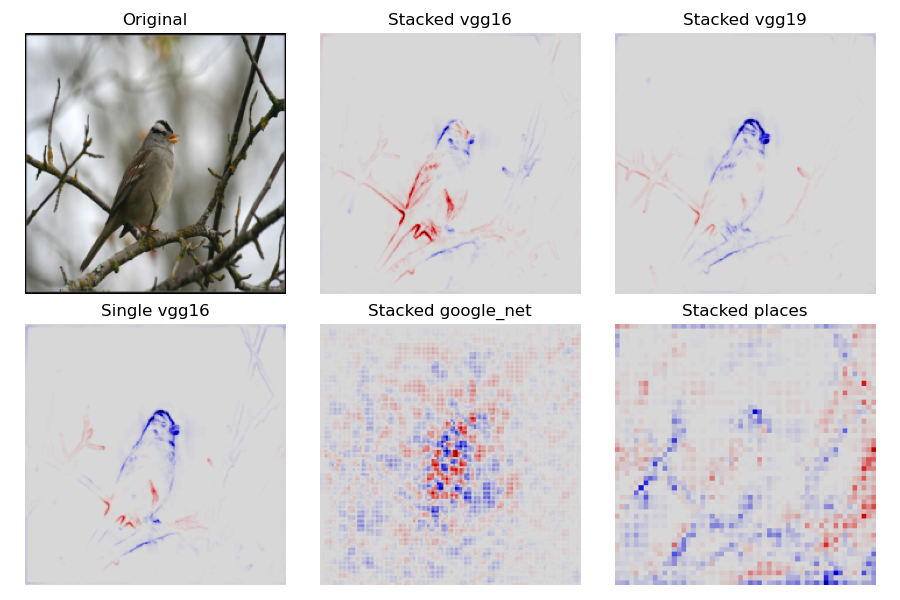 Original
Stacked vgg16
Stacked vgg19
Single vgg16
Stacked google_net
Stacked places